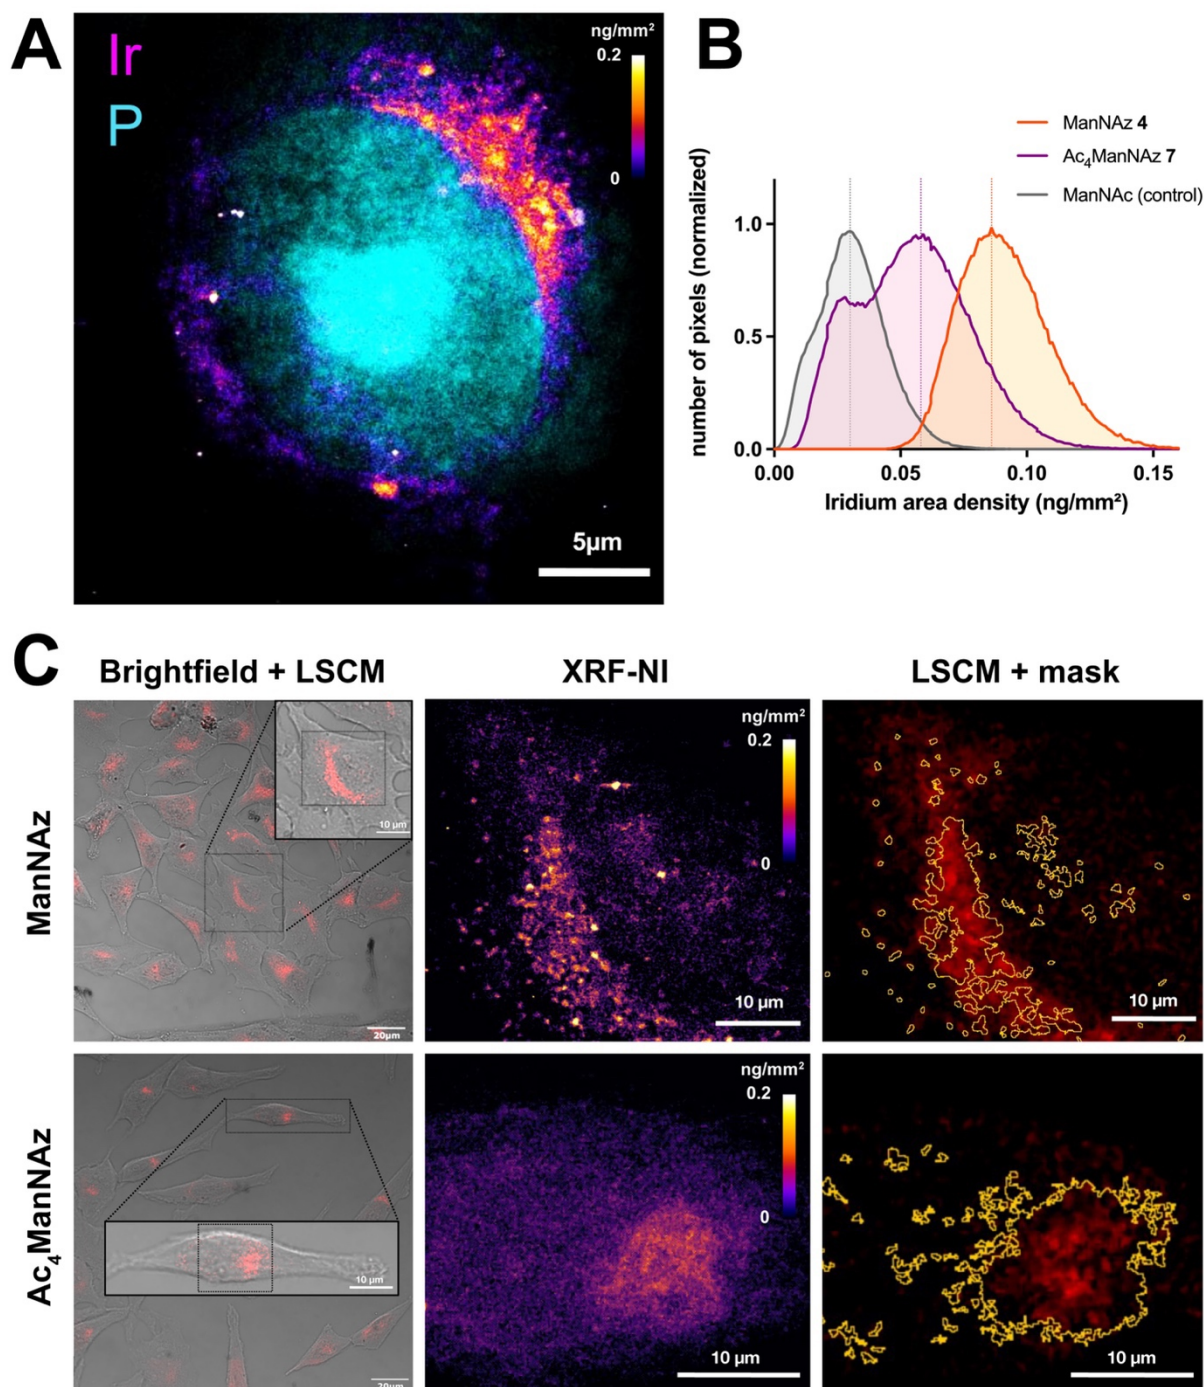 A
Ir
P
ng/mm²
0.2
0
5µm
B
ManNAz 4
Ac₄ManNAz 7
ManNAc (control)
number of pixels (normalized)
1.0
0.5
0.0
0.00
0.05
0.10
0.15
Iridium area density (ng/mm²)
C
Brightfield + LSCM
XRF-NI
LSCM + mask
ManNAz
10 µm
20µm
ng/mm²
0.2
0
10 µm
10 µm
Ac₄ManNAz
10 µm
20µm
ng/mm²
0.2
0
10 µm
10 µm